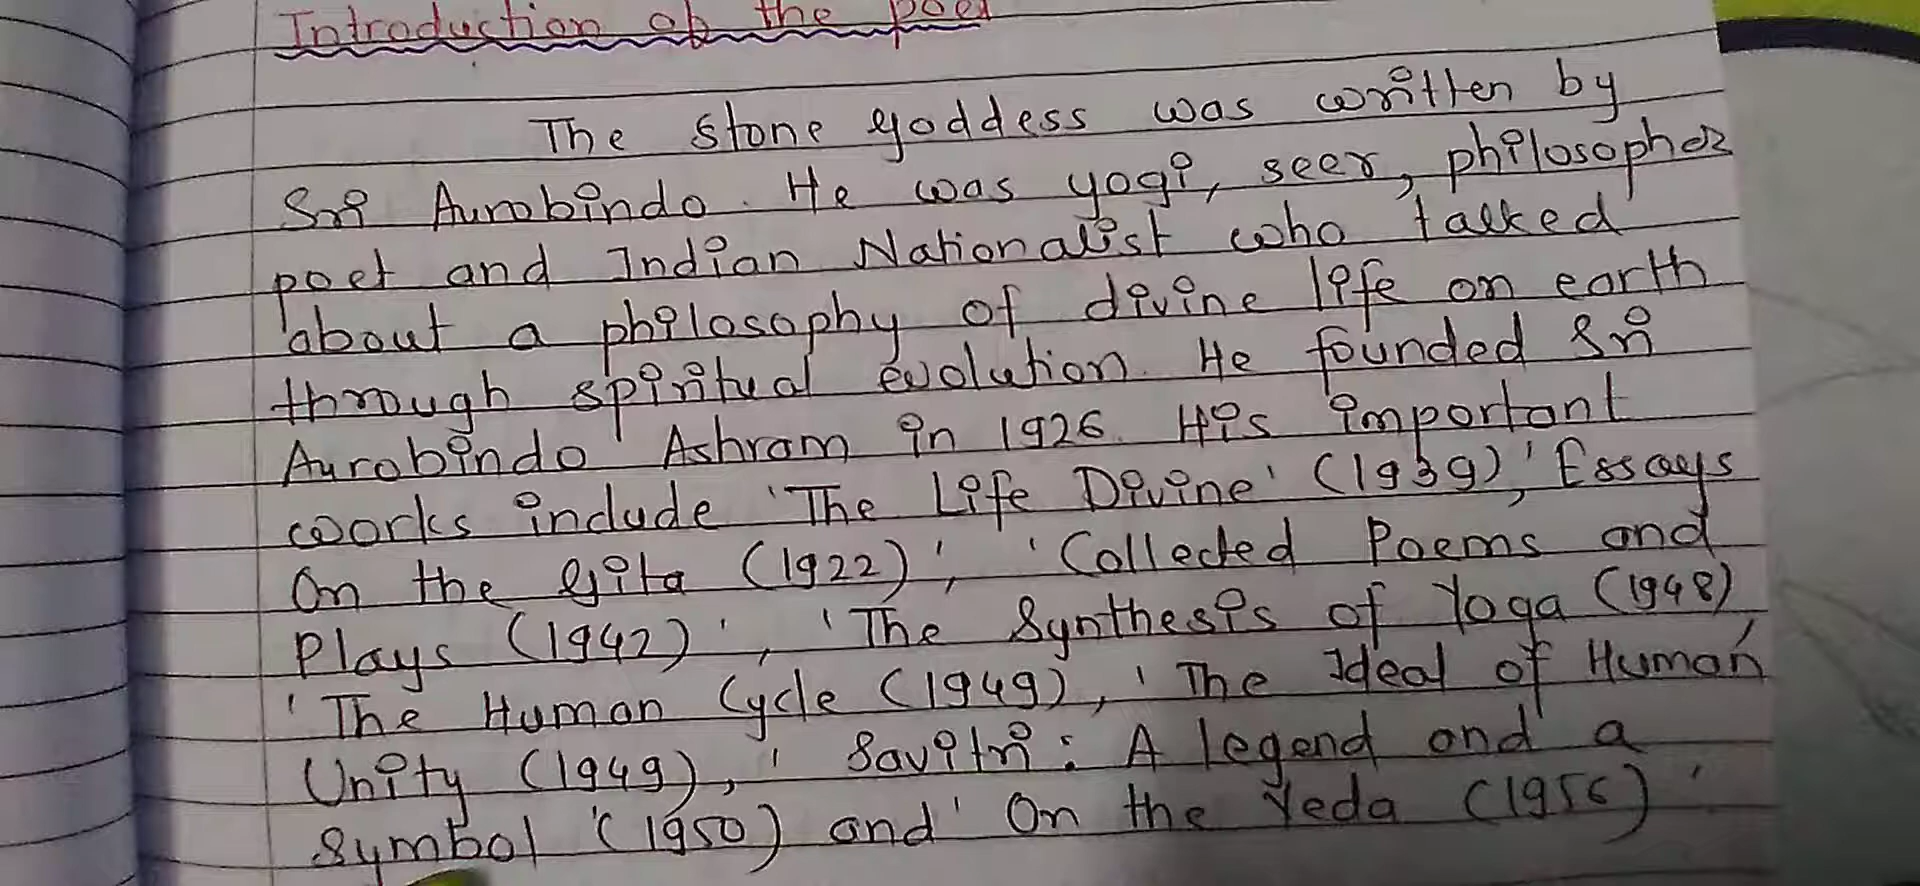 Introduction of the poet
The Stone Goddess was written by
Sri Aurobindo. He was yogi, seer, philosopher
poet and Indian Nationalist who talked
about a philosophy of divine life on earth
through spiritual evolution. He founded Sri
Aurobindo Ashram in 1926. His important
works include 'The Life Divine' (1939), 'Essays
On the Gita (1922)', 'Collected Poems and
Plays (1942)', 'The Synthesis of Yoga (1948)'
'The Human Cycle (1949), 'The Ideal of Human
Unity (1949), 'Savitri: A legend and a
Symbol '(1950) and 'On the Veda (1956)'